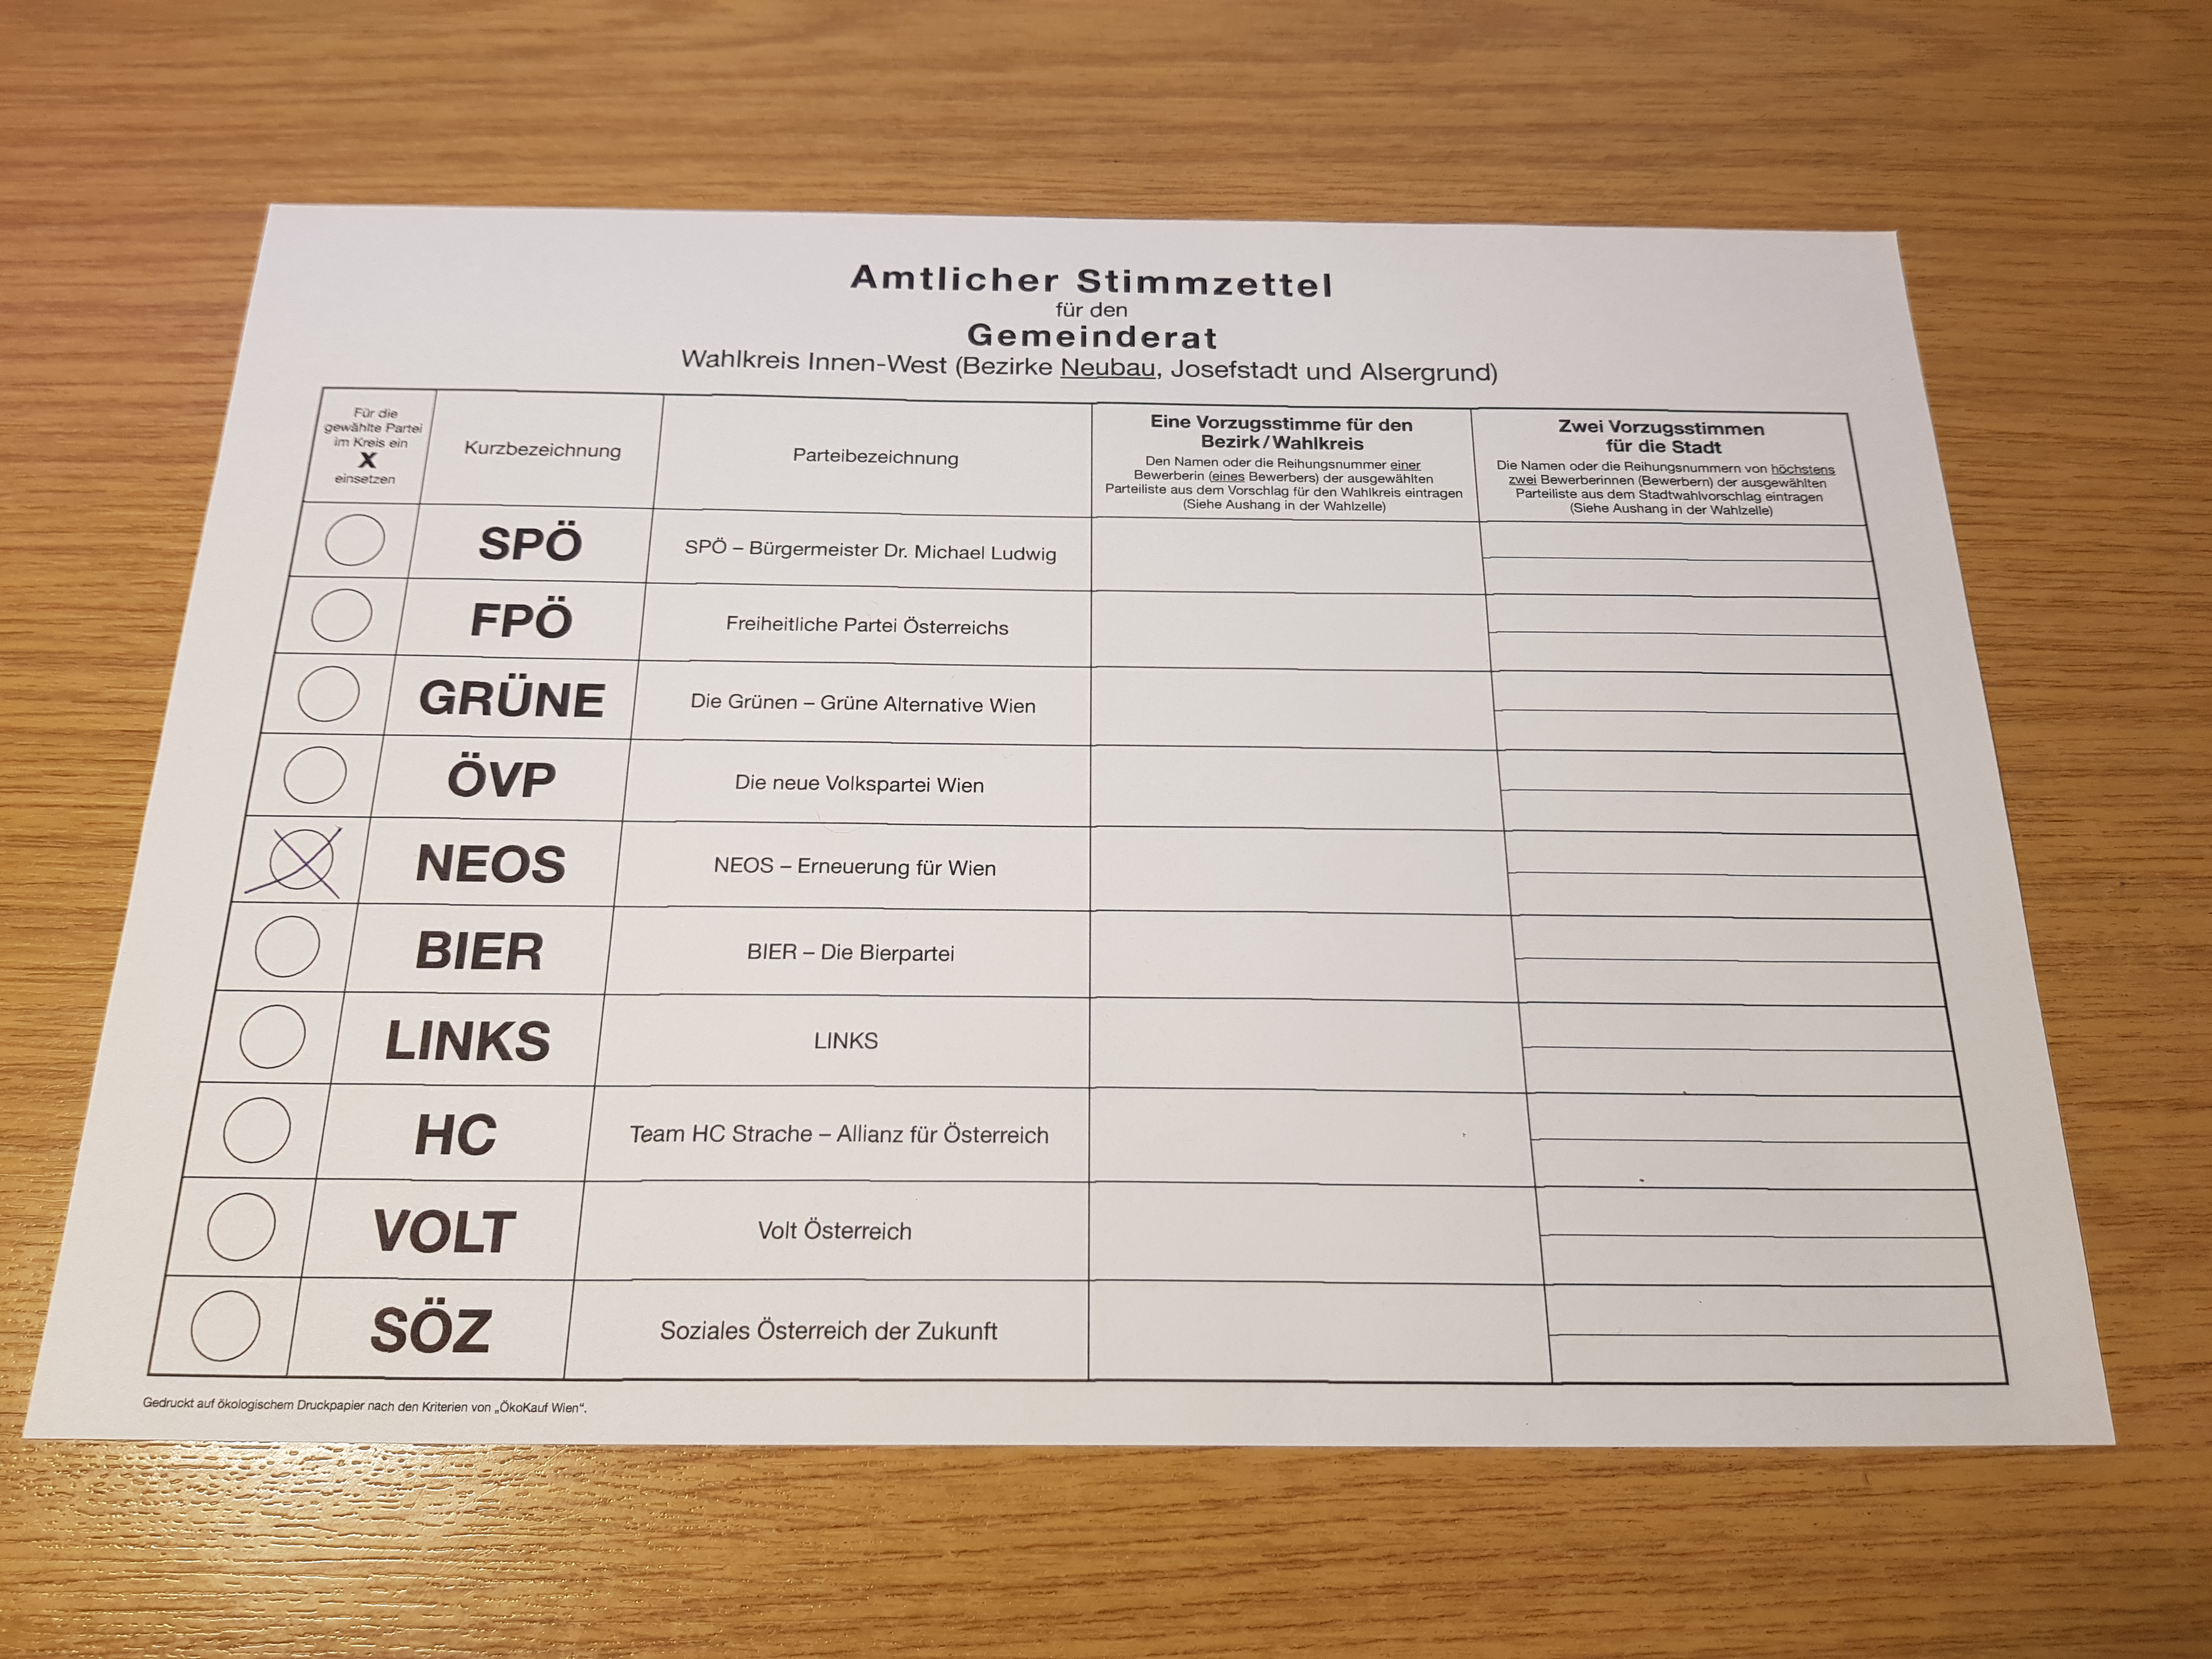 Amtlicher Stimmzettel
für den
Gemeinderat
Wahlkreis Innen-West (Bezirke Neubau, Josefstadt und Alsergrund)
Für die
gewählte Partei
im Kreis ein
X
einsetzen
Kurzbezeichnung
Parteibezeichnung
Eine Vorzugsstimme für den
Bezirk/Wahlkreis
Den Namen oder die Reihungsnummer einer
Bewerberin (eines Bewerbers) der ausgewählten
Parteiliste aus dem Vorschlag für den Wahlkreis eintragen
(Siehe Aushang in der Wahlzelle)
Zwei Vorzugsstimmen
für die Stadt
Die Namen oder die Reihungsnummern von höchstens
zwei Bewerberinnen (Bewerbern) der ausgewählten
Parteiliste aus dem Stadtwahlvorschlag eintragen
(Siehe Aushang in der Wahlzelle)
SPÖ SPÖ – Bürgermeister Dr. Michael Ludwig
FPÖ Freiheitliche Partei Österreichs
GRÜNE Die Grünen – Grüne Alternative Wien
ÖVP Die neue Volkspartei Wien
X NEOS NEOS – Erneuerung für Wien
BIER BIER – Die Bierpartei
LINKS LINKS
HC Team HC Strache – Allianz für Österreich
VOLT Volt Österreich
SÖZ Soziales Österreich der Zukunft
Gedruckt auf ökologischem Druckpapier nach den Kriterien von „ÖkoKauf Wien“.